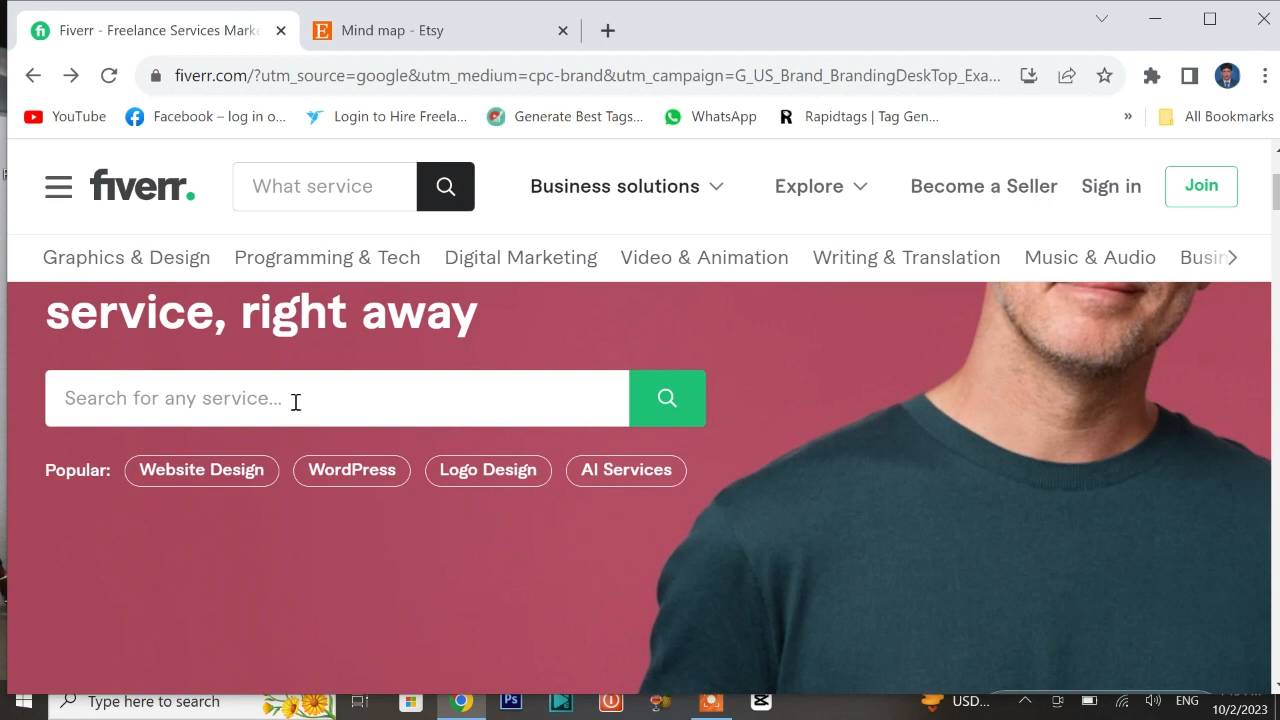 Fiverr - Freelance Services Marke
Mind map - Etsy
fiverr.com/?utm_source=google&utm_medium=cpc-brand&utm_campaign=G_US_Brand_BrandingDeskTop_Exa...
YouTube
Facebook – log in o...
Login to Hire Freela...
Generate Best Tags...
WhatsApp
Rapidtags | Tag Gen...
»
All Bookmarks
fiverr.
What service
Business solutions
Explore
Become a Seller
Sign in
Join
Graphics & Design
Programming & Tech
Digital Marketing
Video & Animation
Writing & Translation
Music & Audio
Busin
service, right away
Search for any service...
Popular:
Website Design
WordPress
Logo Design
AI Services
Type here to search
Ps
USD...
ENG
10/2/2023